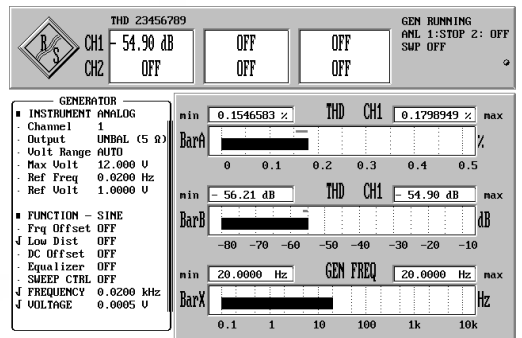 THD 23456789
R S
CH1 - 54.90 dB OFF OFF
CH2 OFF OFF OFF
GEN RUNNING
ANL 1:STOP 2: OFF
SWP OFF
GENERATOR
INSTRUMENT ANALOG
Channel 1
Output UNBAL (5 Ω)
Volt Range AUTO
Max Volt 12.000 V
Ref Freq 0.0200 Hz
Ref Volt 1.0000 V
FUNCTION - SINE
Frq Offset OFF
Low Dist OFF
DC Offset OFF
Equalizer OFF
SWEEP CTRL OFF
FREQUENCY 0.0200 kHz
VOLTAGE 0.0005 V
min 0.1546583 % THD CH1 0.1798949 % max
BarA %
0 0.1 0.2 0.3 0.4 0.5
min - 56.21 dB THD CH1 - 54.90 dB max
BarB dB
-80 -70 -60 -50 -40 -30 -20 -10
min 20.0000 Hz GEN FREQ 20.0000 Hz max
BarX Hz
0.1 1 10 100 1k 10k